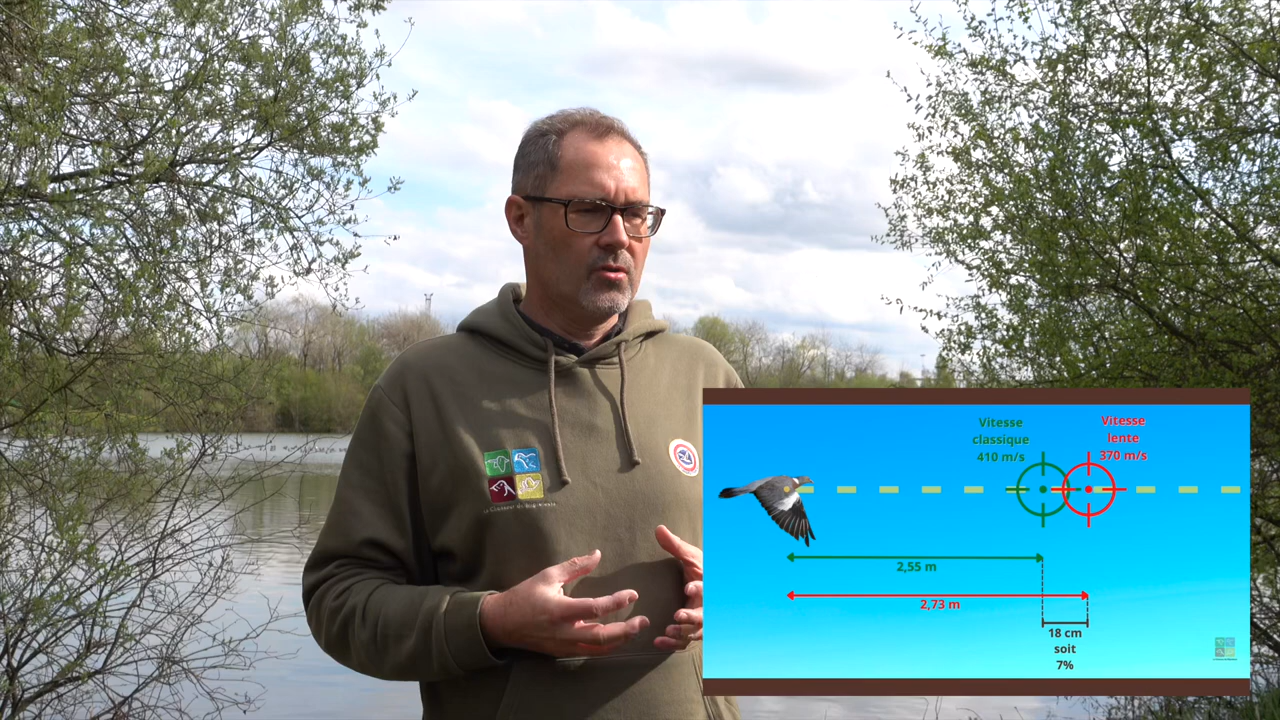 Vitesse
classique
410 m/s
Vitesse
lente
370 m/s
2,55 m
2,73 m
18 cm
soit
7%